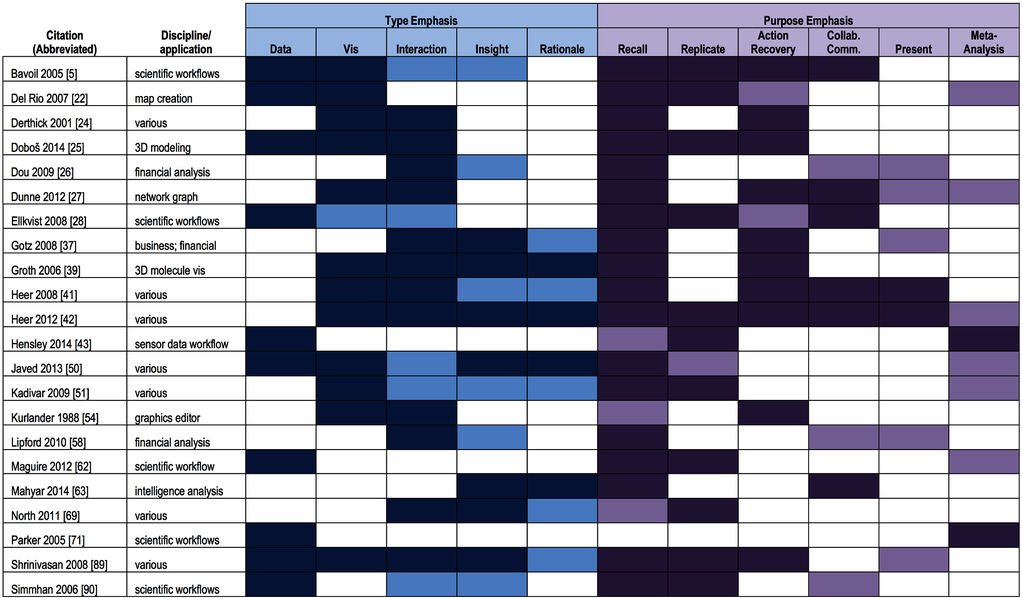 Type Emphasis Purpose Emphasis
Citation (Abbreviated) Discipline/ application Data Vis Interaction Insight Rationale Recall Replicate Action Recovery Collab. Comm. Present Meta-Analysis
Bavoil 2005 [5] scientific workflows
Del Rio 2007 [22] map creation
Derthick 2001 [24] various
Doboš 2014 [25] 3D modeling
Dou 2009 [26] financial analysis
Dunne 2012 [27] network graph
Ellkvist 2008 [28] scientific workflows
Gotz 2008 [37] business; financial
Groth 2006 [39] 3D molecule vis
Heer 2008 [41] various
Heer 2012 [42] various
Hensley 2014 [43] sensor data workflow
Javed 2013 [50] various
Kadivar 2009 [51] various
Kurlander 1988 [54] graphics editor
Lipford 2010 [58] financial analysis
Maguire 2012 [62] scientific workflow
Mahyar 2014 [63] intelligence analysis
North 2011 [69] various
Parker 2005 [71] scientific workflows
Shrinivasan 2008 [89] various
Simmhan 2006 [90] scientific workflows